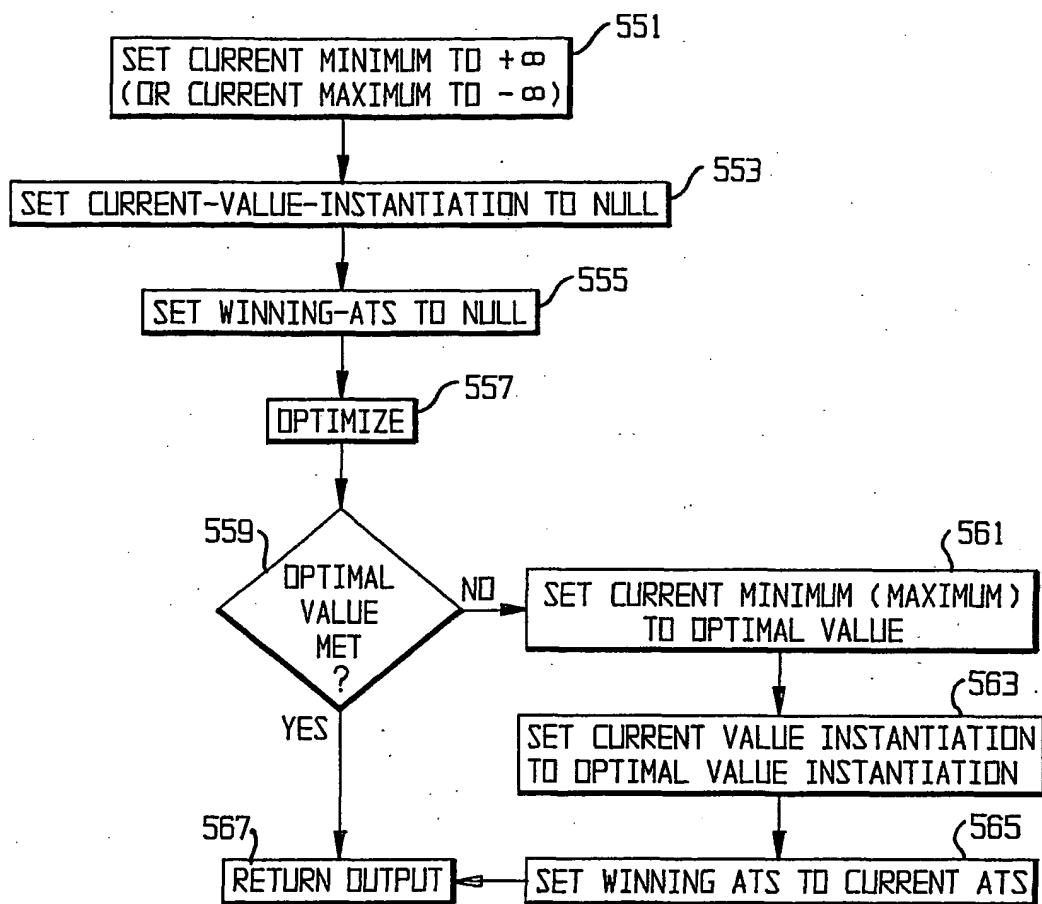 551
SET CURRENT MINIMUM TO +∞
(OR CURRENT MAXIMUM TO -∞)
553
SET CURRENT-VALUE-INSTANTIATION TO NULL
555
SET WINNING-ATS TO NULL
557
OPTIMIZE
559
OPTIMAL
VALUE
MET
?
NO
YES
561
SET CURRENT MINIMUM (MAXIMUM)
TO OPTIMAL VALUE
563
SET CURRENT VALUE INSTANTIATION
TO OPTIMAL VALUE INSTANTIATION
565
SET WINNING ATS TO CURRENT ATS
567
RETURN OUTPUT